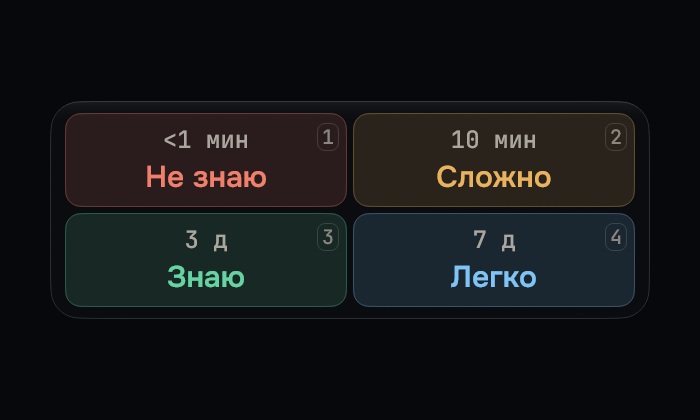 <1 мин 1
Не знаю
10 мин 2
Сложно
3 д 3
Знаю
7 д 4
Легко